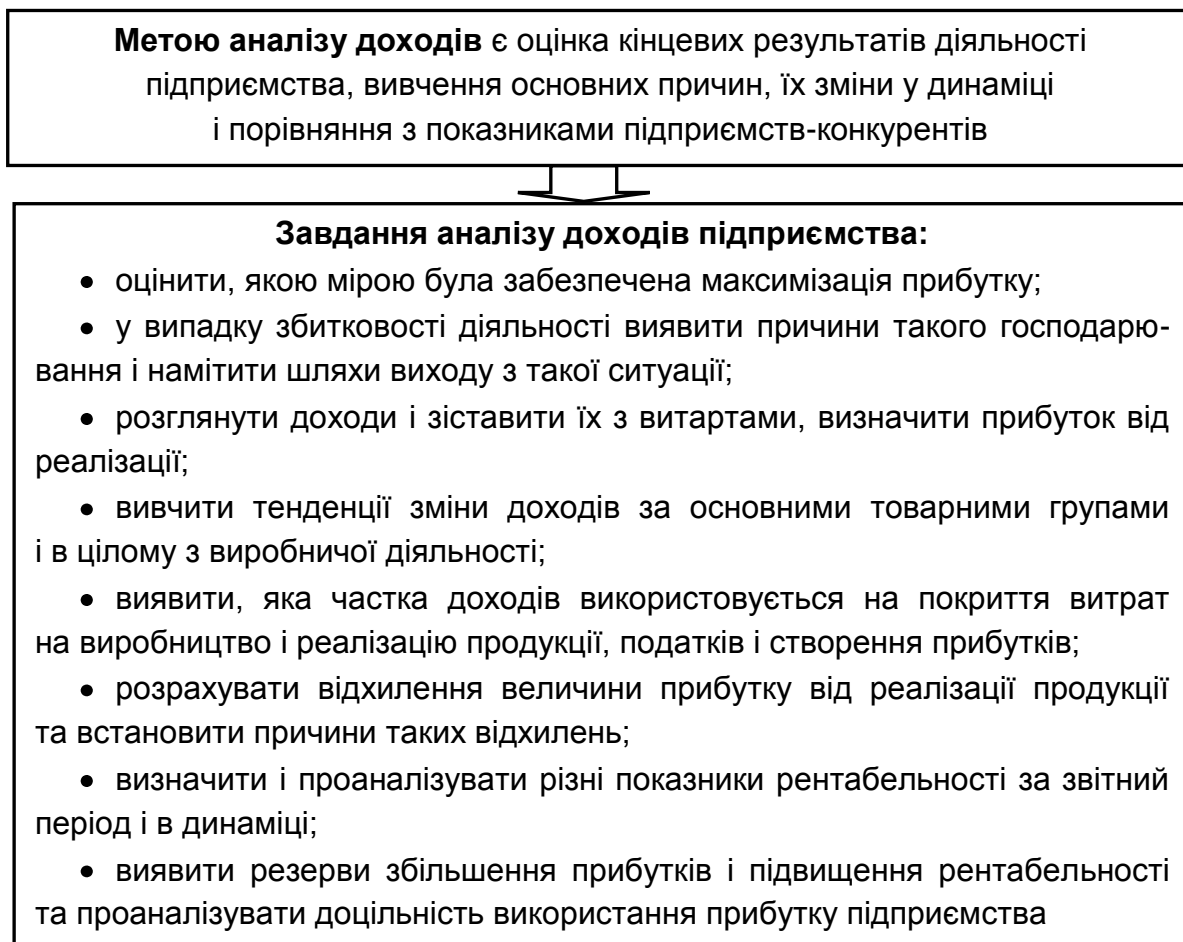 Метою аналізу доходів є оцінка кінцевих результатів діяльності
підприємства, вивчення основних причин, їх зміни у динаміці
і порівняння з показниками підприємств-конкурентів
Завдання аналізу доходів підприємства:
• оцінити, якою мірою була забезпечена максимізація прибутку;
• у випадку збитковості діяльності виявити причини такого господарю-
вання і намітити шляхи виходу з такої ситуації;
• розглянути доходи і зіставити їх з витартами, визначити прибуток від
реалізації;
• вивчити тенденції зміни доходів за основними товарними групами
і в цілому з виробничої діяльності;
• виявити, яка частка доходів використовується на покриття витрат
на виробництво і реалізацію продукції, податків і створення прибутків;
• розрахувати відхилення величини прибутку від реалізації продукції
та встановити причини таких відхилень;
• визначити і проаналізувати різні показники рентабельності за звітний
період і в динаміці;
• виявити резерви збільшення прибутків і підвищення рентабельності
та проаналізувати доцільність використання прибутку підприємства